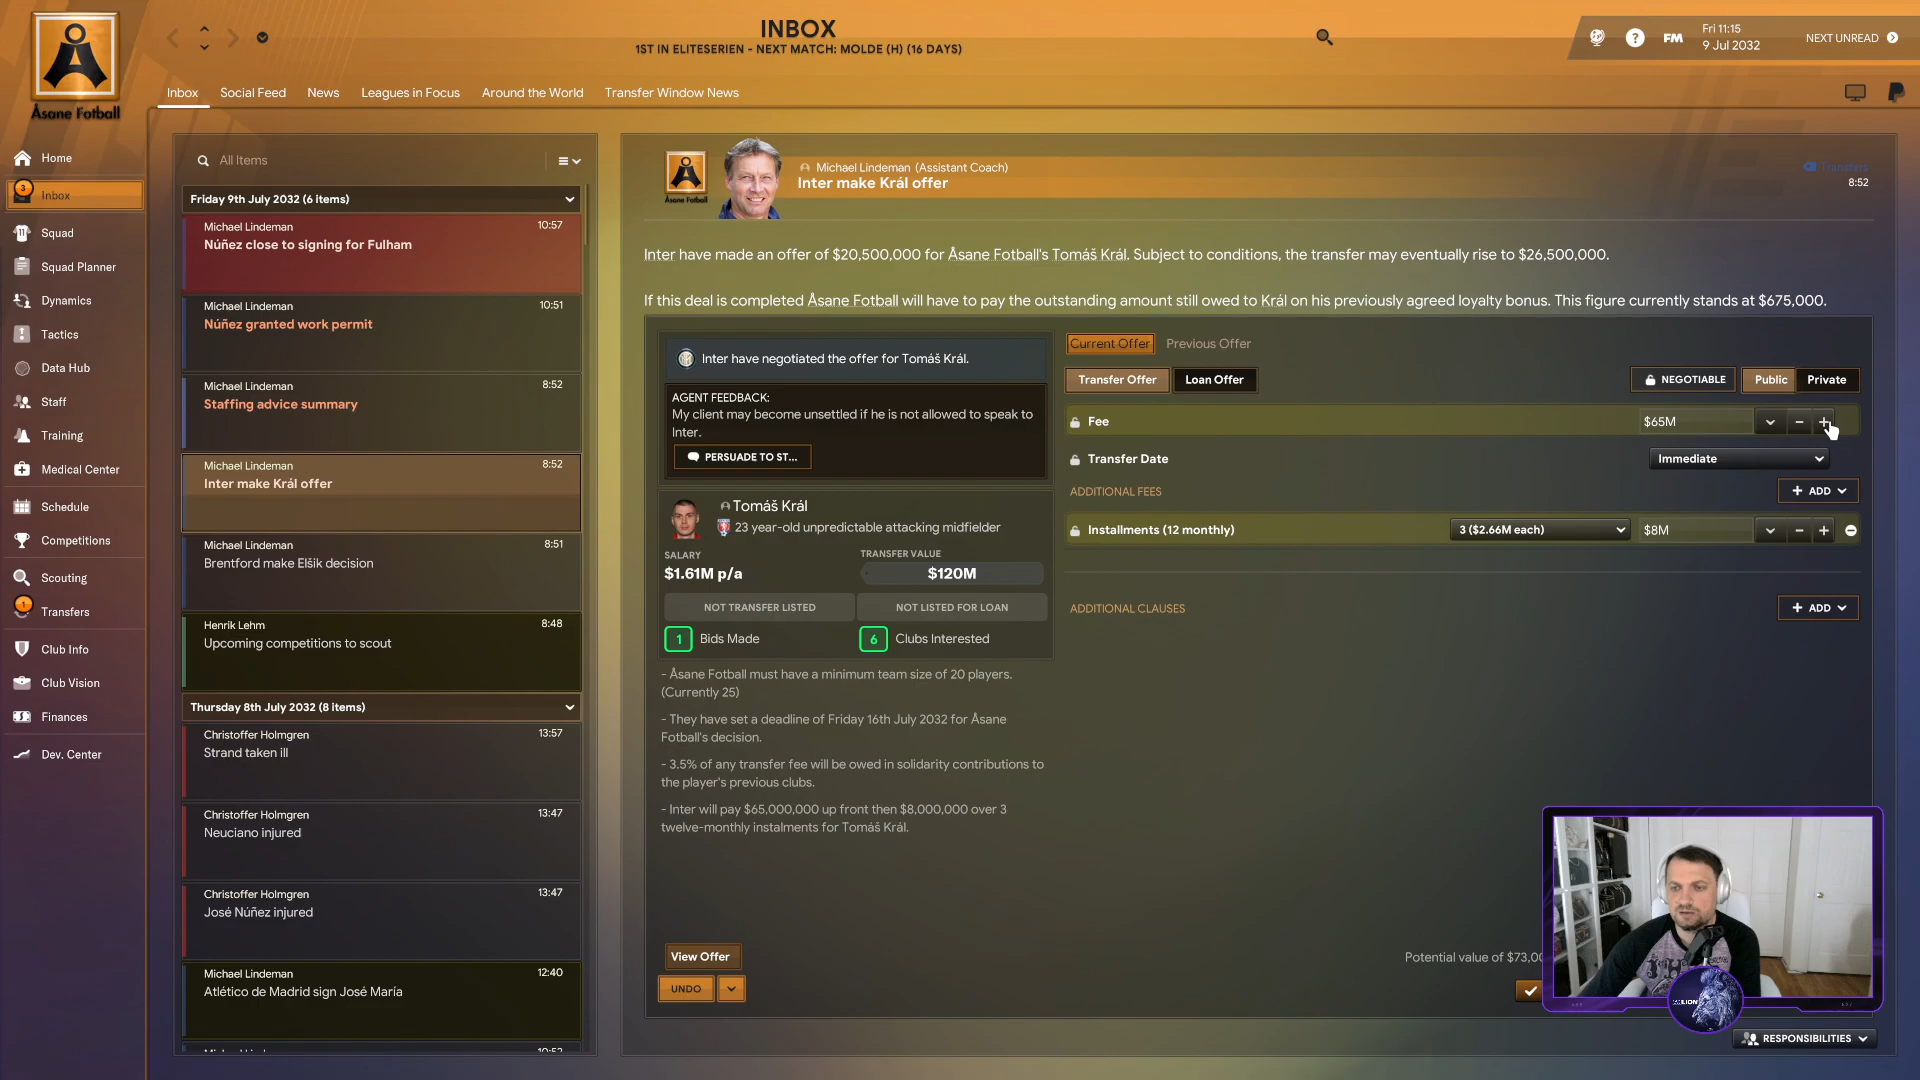 INBOX
1ST IN ELITESERIEN - NEXT MATCH: MOLDE (H) (16 DAYS)
FM
Fri 11:15
9 Jul 2032
NEXT UNREAD
Åsane Fotball
Inbox
Social Feed
News
Leagues in Focus
Around the World
Transfer Window News
Home
3
Inbox
Squad
Squad Planner
Dynamics
Tactics
Data Hub
Staff
Training
Medical Center
Schedule
Competitions
Scouting
1
Transfers
Club Info
Club Vision
Finances
Dev. Center
All Items
Friday 9th July 2032 (6 items)
Michael Lindeman
10:57
Núñez close to signing for Fulham
Michael Lindeman
10:51
Núñez granted work permit
Michael Lindeman
8:52
Staffing advice summary
Michael Lindeman
8:52
Inter make Král offer
Michael Lindeman
8:51
Brentford make Elšik decision
Henrik Lehm
8:48
Upcoming competitions to scout
Thursday 8th July 2032 (8 items)
Christoffer Holmgren
13:57
Strand taken ill
Christoffer Holmgren
13:47
Neuciano injured
Christoffer Holmgren
13:47
José Núñez injured
Michael Lindeman
12:40
Atlético de Madrid sign José María
Åsane Fotball
Michael Lindeman (Assistant Coach)
Inter make Král offer
Transfers
8:52
Inter have made an offer of $20,500,000 for Åsane Fotball's Tomáš Král. Subject to conditions, the transfer may eventually rise to $26,500,000.
If this deal is completed Åsane Fotball will have to pay the outstanding amount still owed to Král on his previously agreed loyalty bonus. This figure currently stands at $675,000.
Inter have negotiated the offer for Tomáš Král.
AGENT FEEDBACK:
My client may become unsettled if he is not allowed to speak to
Inter.
PERSUADE TO ST...
Tomáš Král
23 year-old unpredictable attacking midfielder
SALARY
TRANSFER VALUE
$1.61M p/a
$120M
NOT TRANSFER LISTED
NOT LISTED FOR LOAN
1 Bids Made
6 Clubs Interested
- Åsane Fotball must have a minimum team size of 20 players.
(Currently 25)
- They have set a deadline of Friday 16th July 2032 for Åsane
Fotball's decision.
- 3.5% of any transfer fee will be owed in solidarity contributions to
the player's previous clubs.
- Inter will pay $65,000,000 up front then $8,000,000 over 3
twelve-monthly instalments for Tomáš Král.
View Offer
UNDO
Current Offer
Previous Offer
Transfer Offer
Loan Offer
NEGOTIABLE
Public
Private
Fee
$65M
Transfer Date
Immediate
ADDITIONAL FEES
ADD
Installments (12 monthly)
3 ($2.66M each)
$8M
ADDITIONAL CLAUSES
ADD
Potential value of $73,00
RESPONSIBILITIES